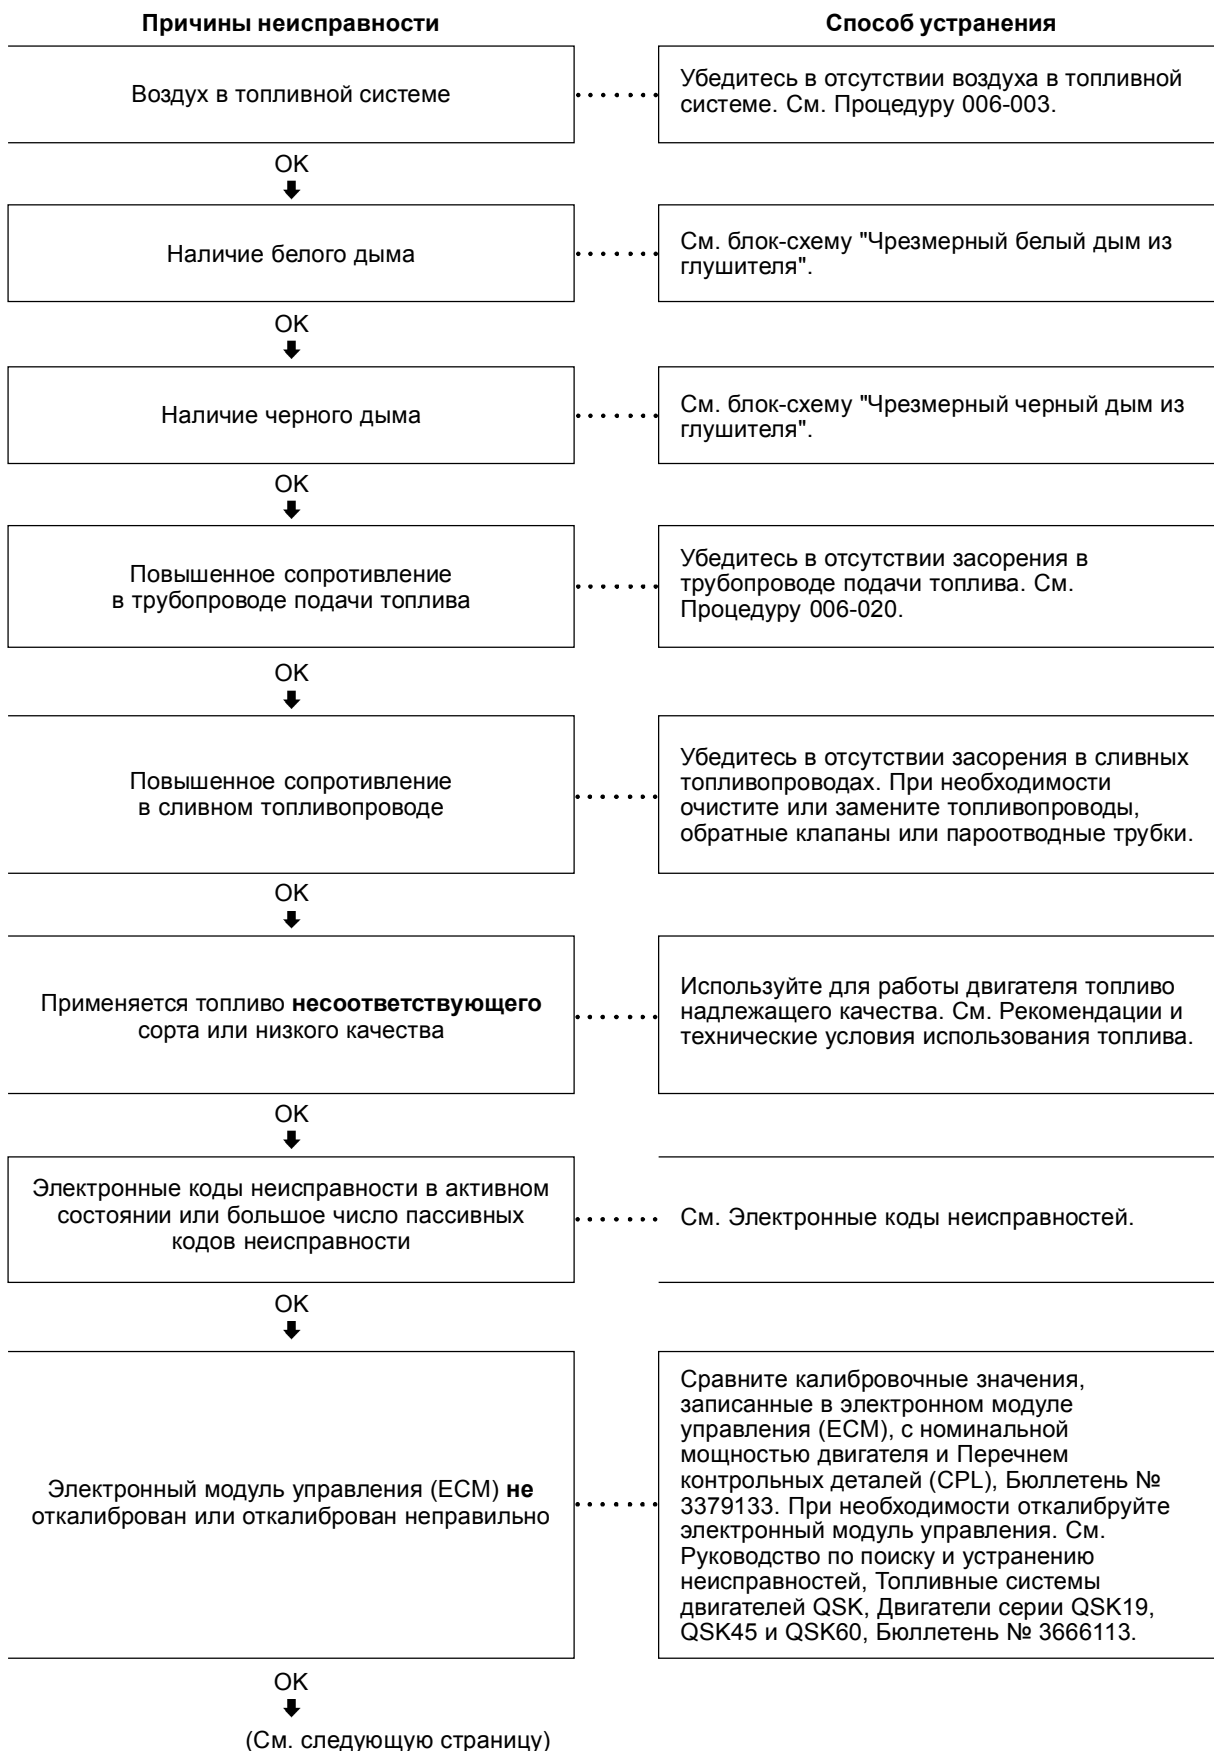 Причины неисправности
Способ устранения
Воздух в топливной системе
Убедитесь в отсутствии воздуха в топливной
системе. См. Процедуру 006-003.
OK
Наличие белого дыма
См. блок-схему "Чрезмерный белый дым из
глушителя".
OK
Наличие черного дыма
См. блок-схему "Чрезмерный черный дым из
глушителя".
OK
Повышенное сопротивление
в трубопроводе подачи топлива
Убедитесь в отсутствии засорения в
трубопроводе подачи топлива. См.
Процедуру 006-020.
OK
Повышенное сопротивление
в сливном топливопроводе
Убедитесь в отсутствии засорения в сливных
топливопроводах. При необходимости
очистите или замените топливопроводы,
обратные клапаны или пароотводные трубки.
OK
Применяется топливо несоответствующего
сорта или низкого качества
Используйте для работы двигателя топливо
надлежащего качества. См. Рекомендации и
технические условия использования топлива.
OK
Электронные коды неисправности в активном
состоянии или большое число пассивных
кодов неисправности
См. Электронные коды неисправностей.
OK
Электронный модуль управления (ECM) не
откалиброван или откалиброван неправильно
Сравните калибровочные значения,
записанные в электронном модуле
управления (ECM), с номинальной
мощностью двигателя и Перечнем
контрольных деталей (CPL), Бюллетень №
3379133. При необходимости откалибруйте
электронный модуль управления. См.
Руководство по поиску и устранению
неисправностей, Топливные системы
двигателей QSK, Двигатели серии QSK19,
QSK45 и QSK60, Бюллетень № 3666113.
OK
(См. следующую страницу)